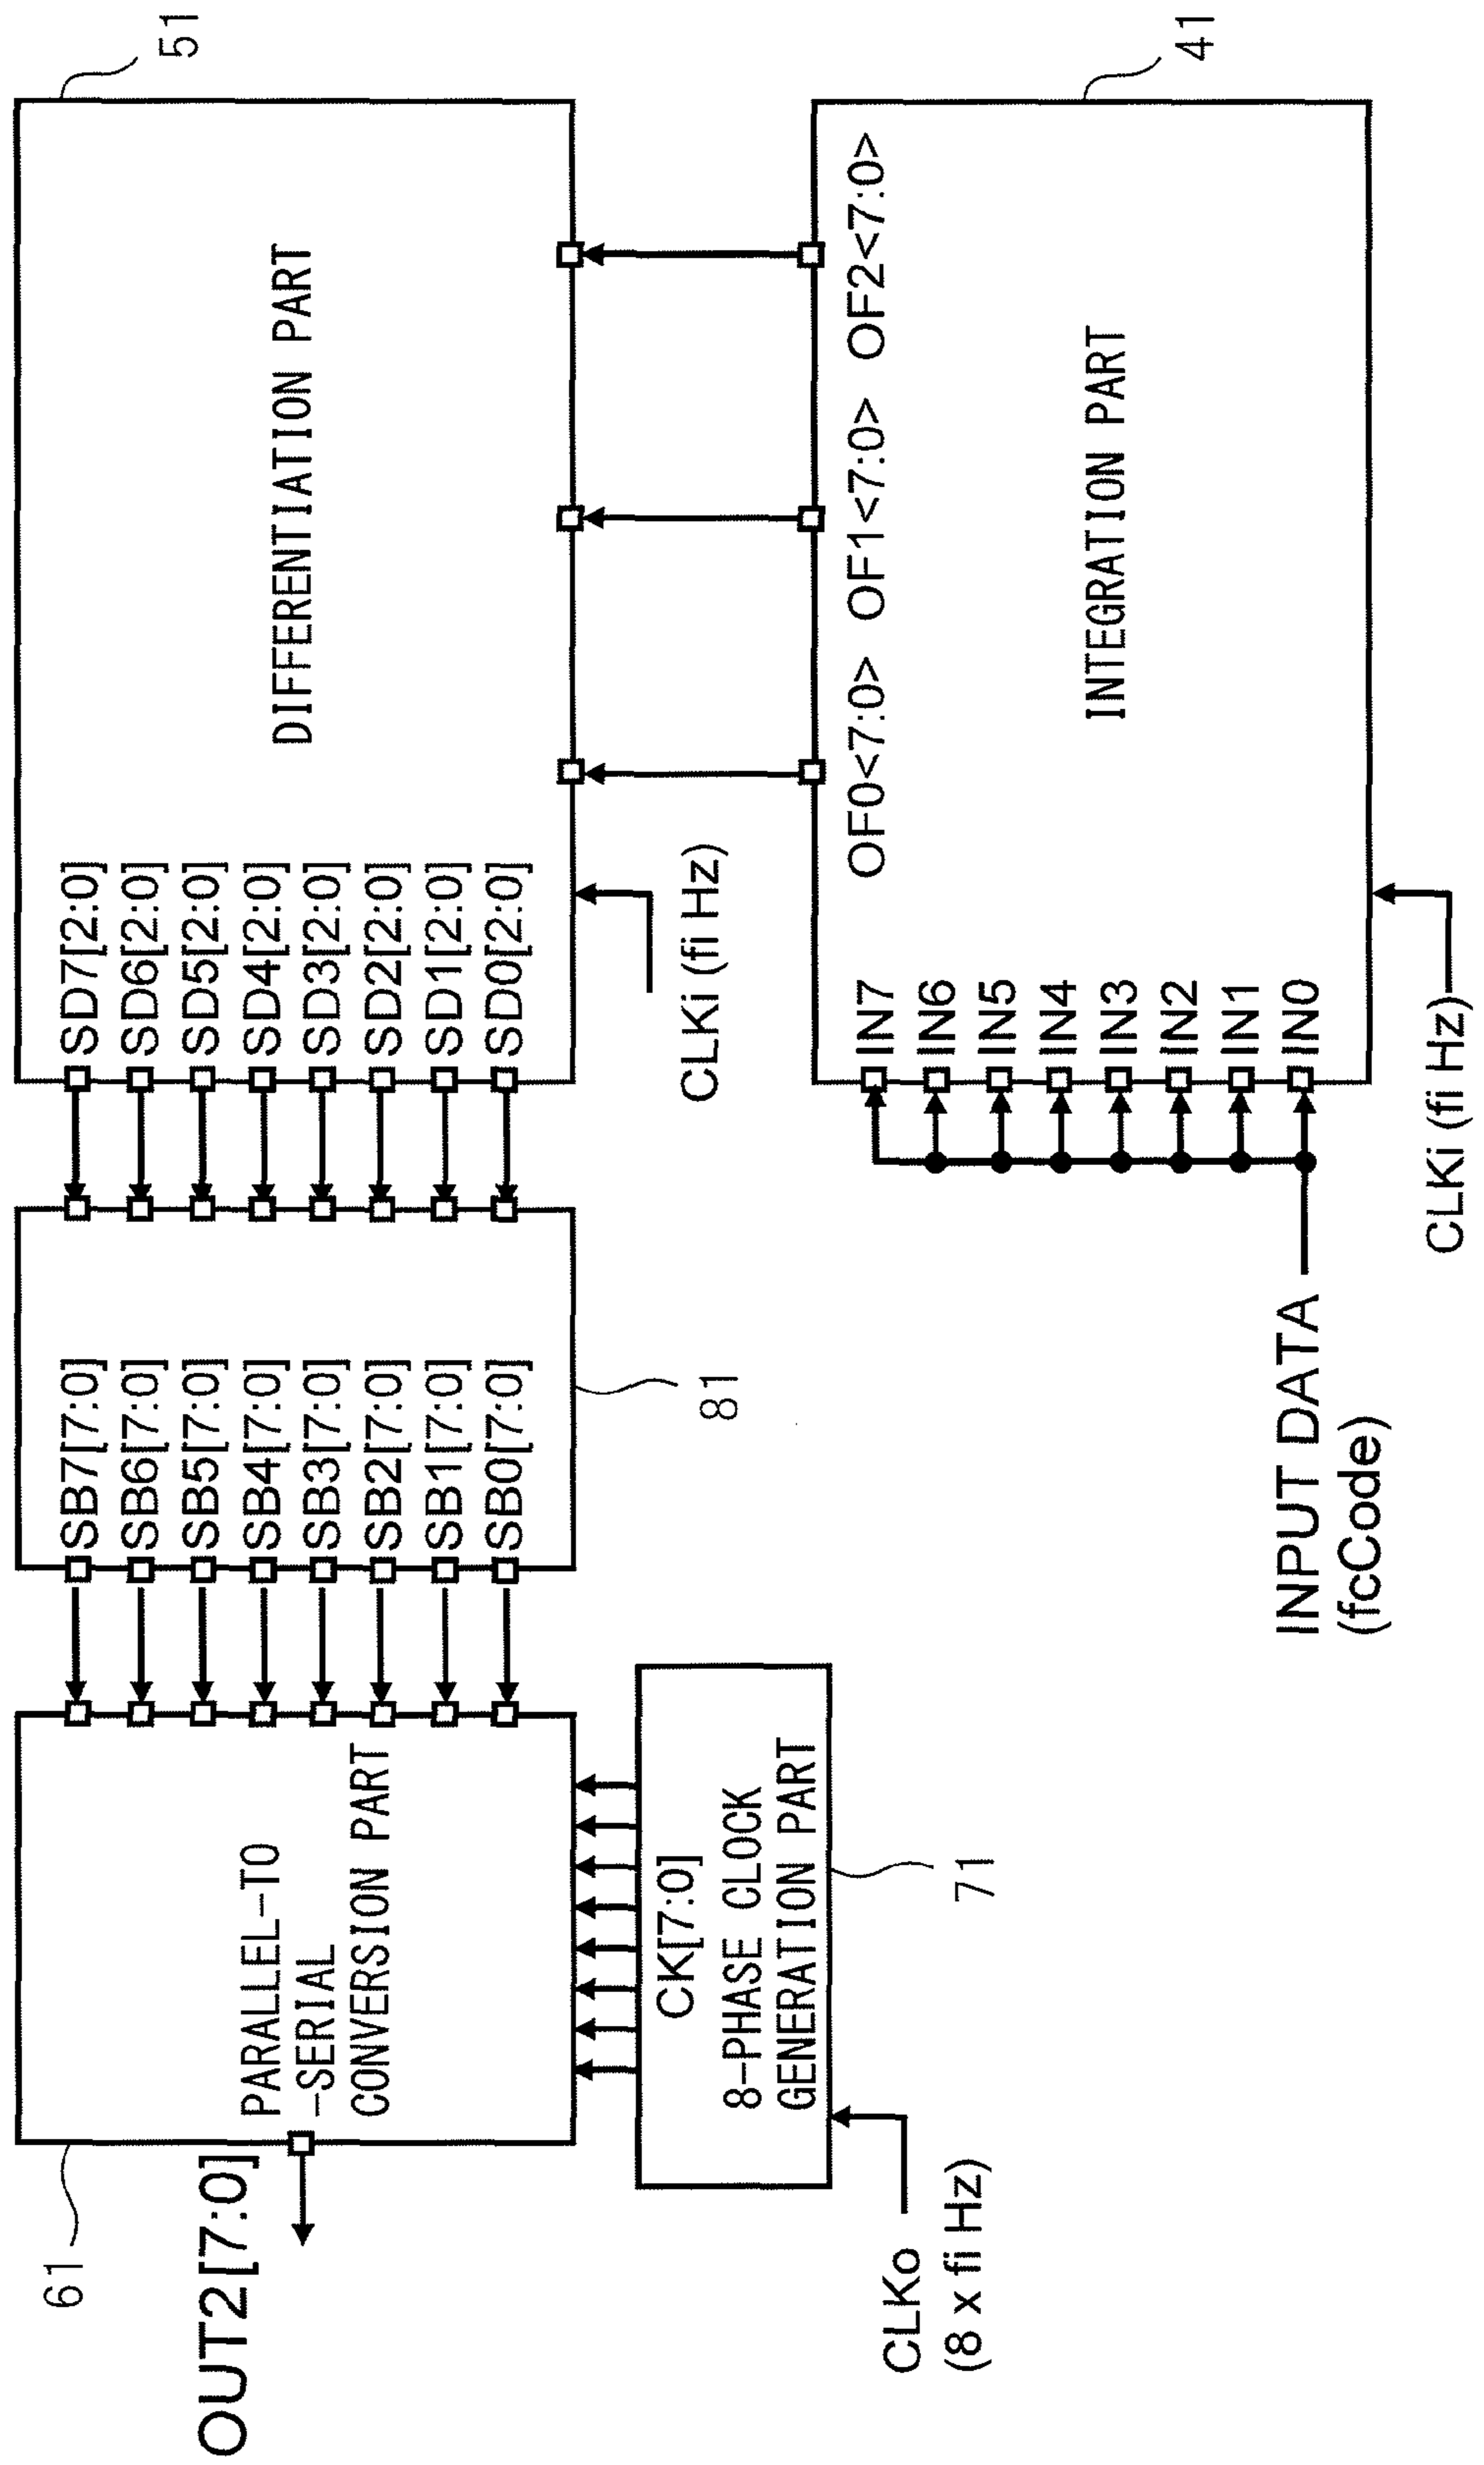 61
OUT2[7:0]
PARALLEL-TO
-SERIAL
CONVERSION PART
CLKo
(8 x fi Hz)
CK[7:0]
8-PHASE CLOCK
GENERATION PART
71
SB7[7:0]
SB6[7:0]
SB5[7:0]
SB4[7:0]
SB3[7:0]
SB2[7:0]
SB1[7:0]
SB0[7:0]
81
SD7[2:0]
SD6[2:0]
SD5[2:0]
SD4[2:0]
SD3[2:0]
SD2[2:0]
SD1[2:0]
SD0[2:0]
DIFFERENTIATION PART
51
CLKi (fi Hz)
OF0<7:0> OF1<7:0> OF2<7:0>
IN7
IN6
IN5
IN4
IN3
IN2
IN1
IN0
INTEGRATION PART
41
INPUT DATA
(fcCode)
CLKi (fi Hz)